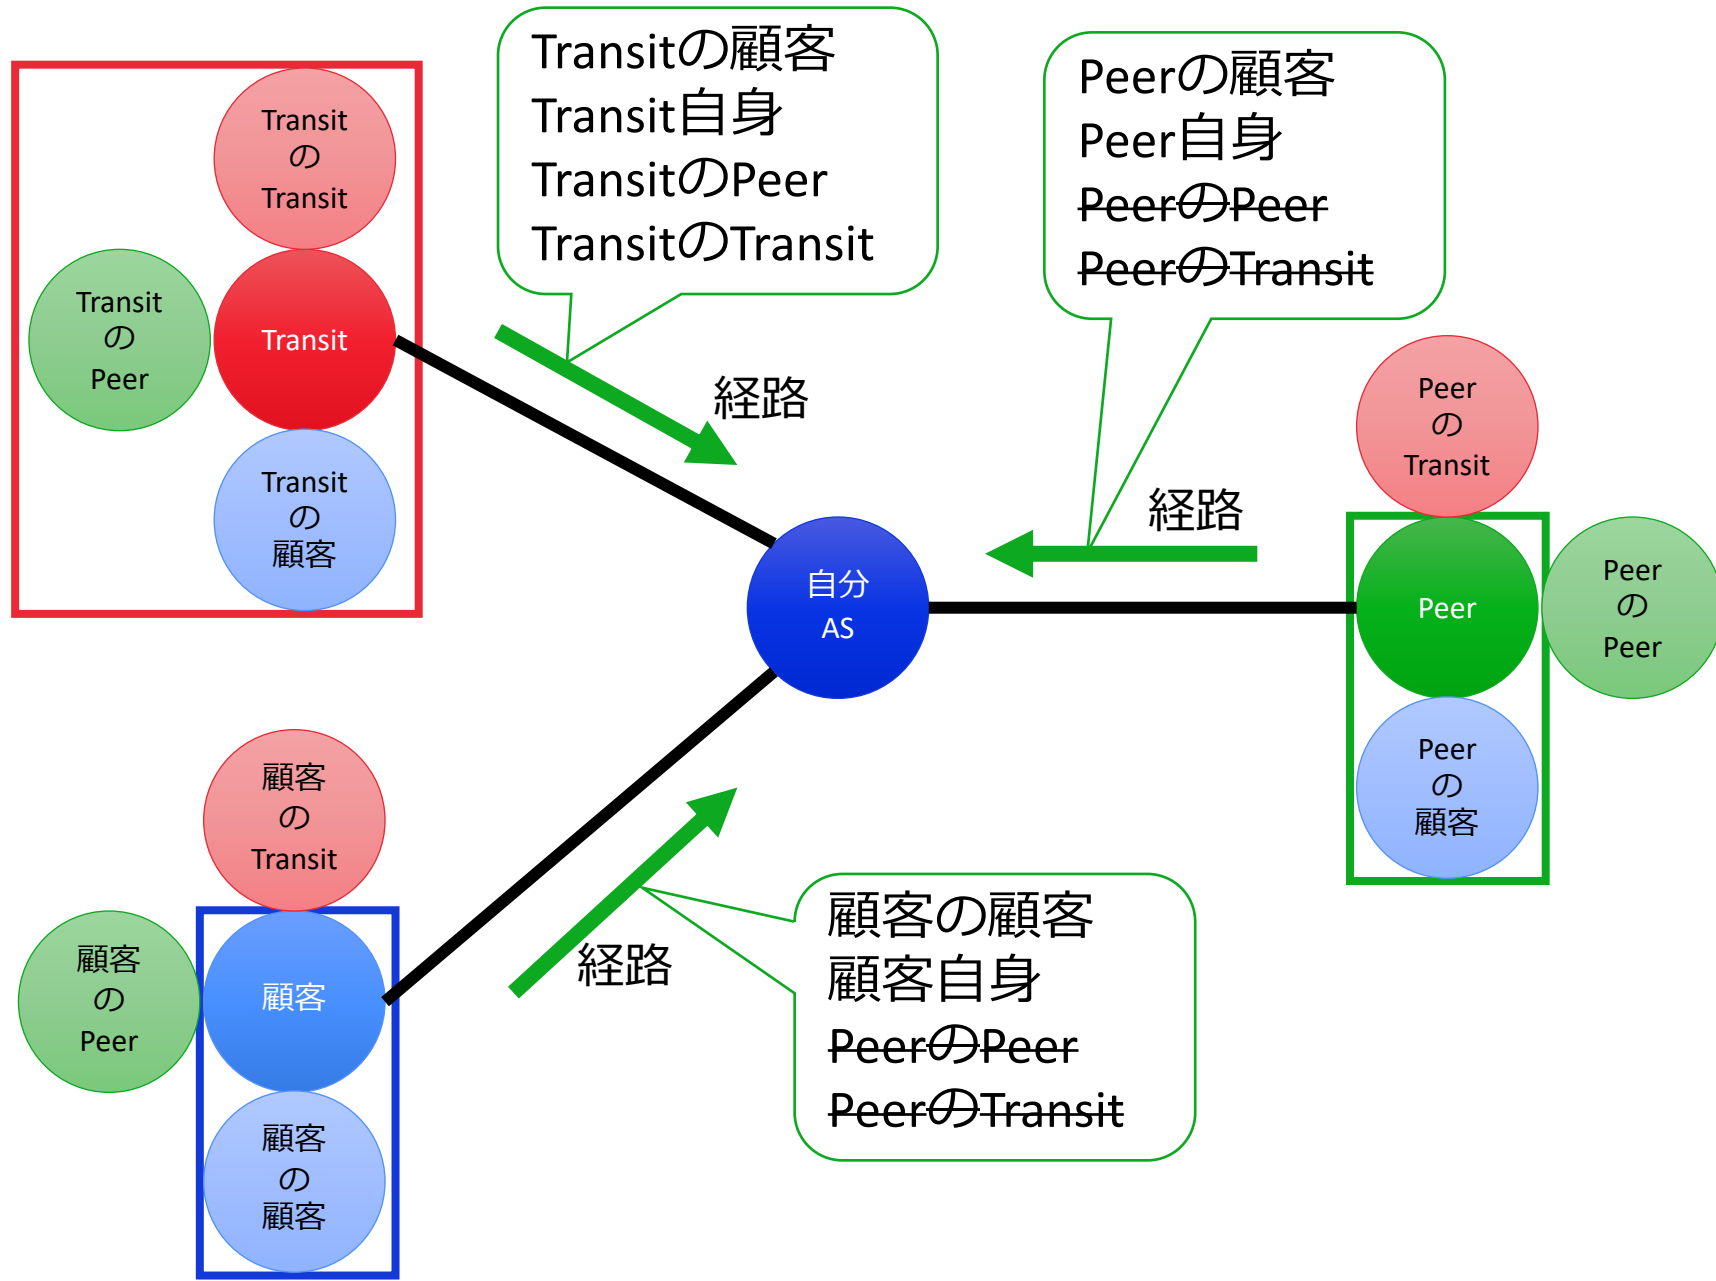 Transitの顧客
Transit自身
TransitのPeer
TransitのTransit
Peerの顧客
Peer自身
PeerのPeer
PeerのTransit
Transit
の
Transit
Transit
の
Peer
Transit
Transit
の
顧客
経路
経路
Peer
の
Transit
自分
AS
Peer
Peer
の
Peer
Peer
の
顧客
顧客
の
Transit
顧客
の
Peer
顧客
顧客
の
顧客
経路
顧客の顧客
顧客自身
PeerのPeer
PeerのTransit